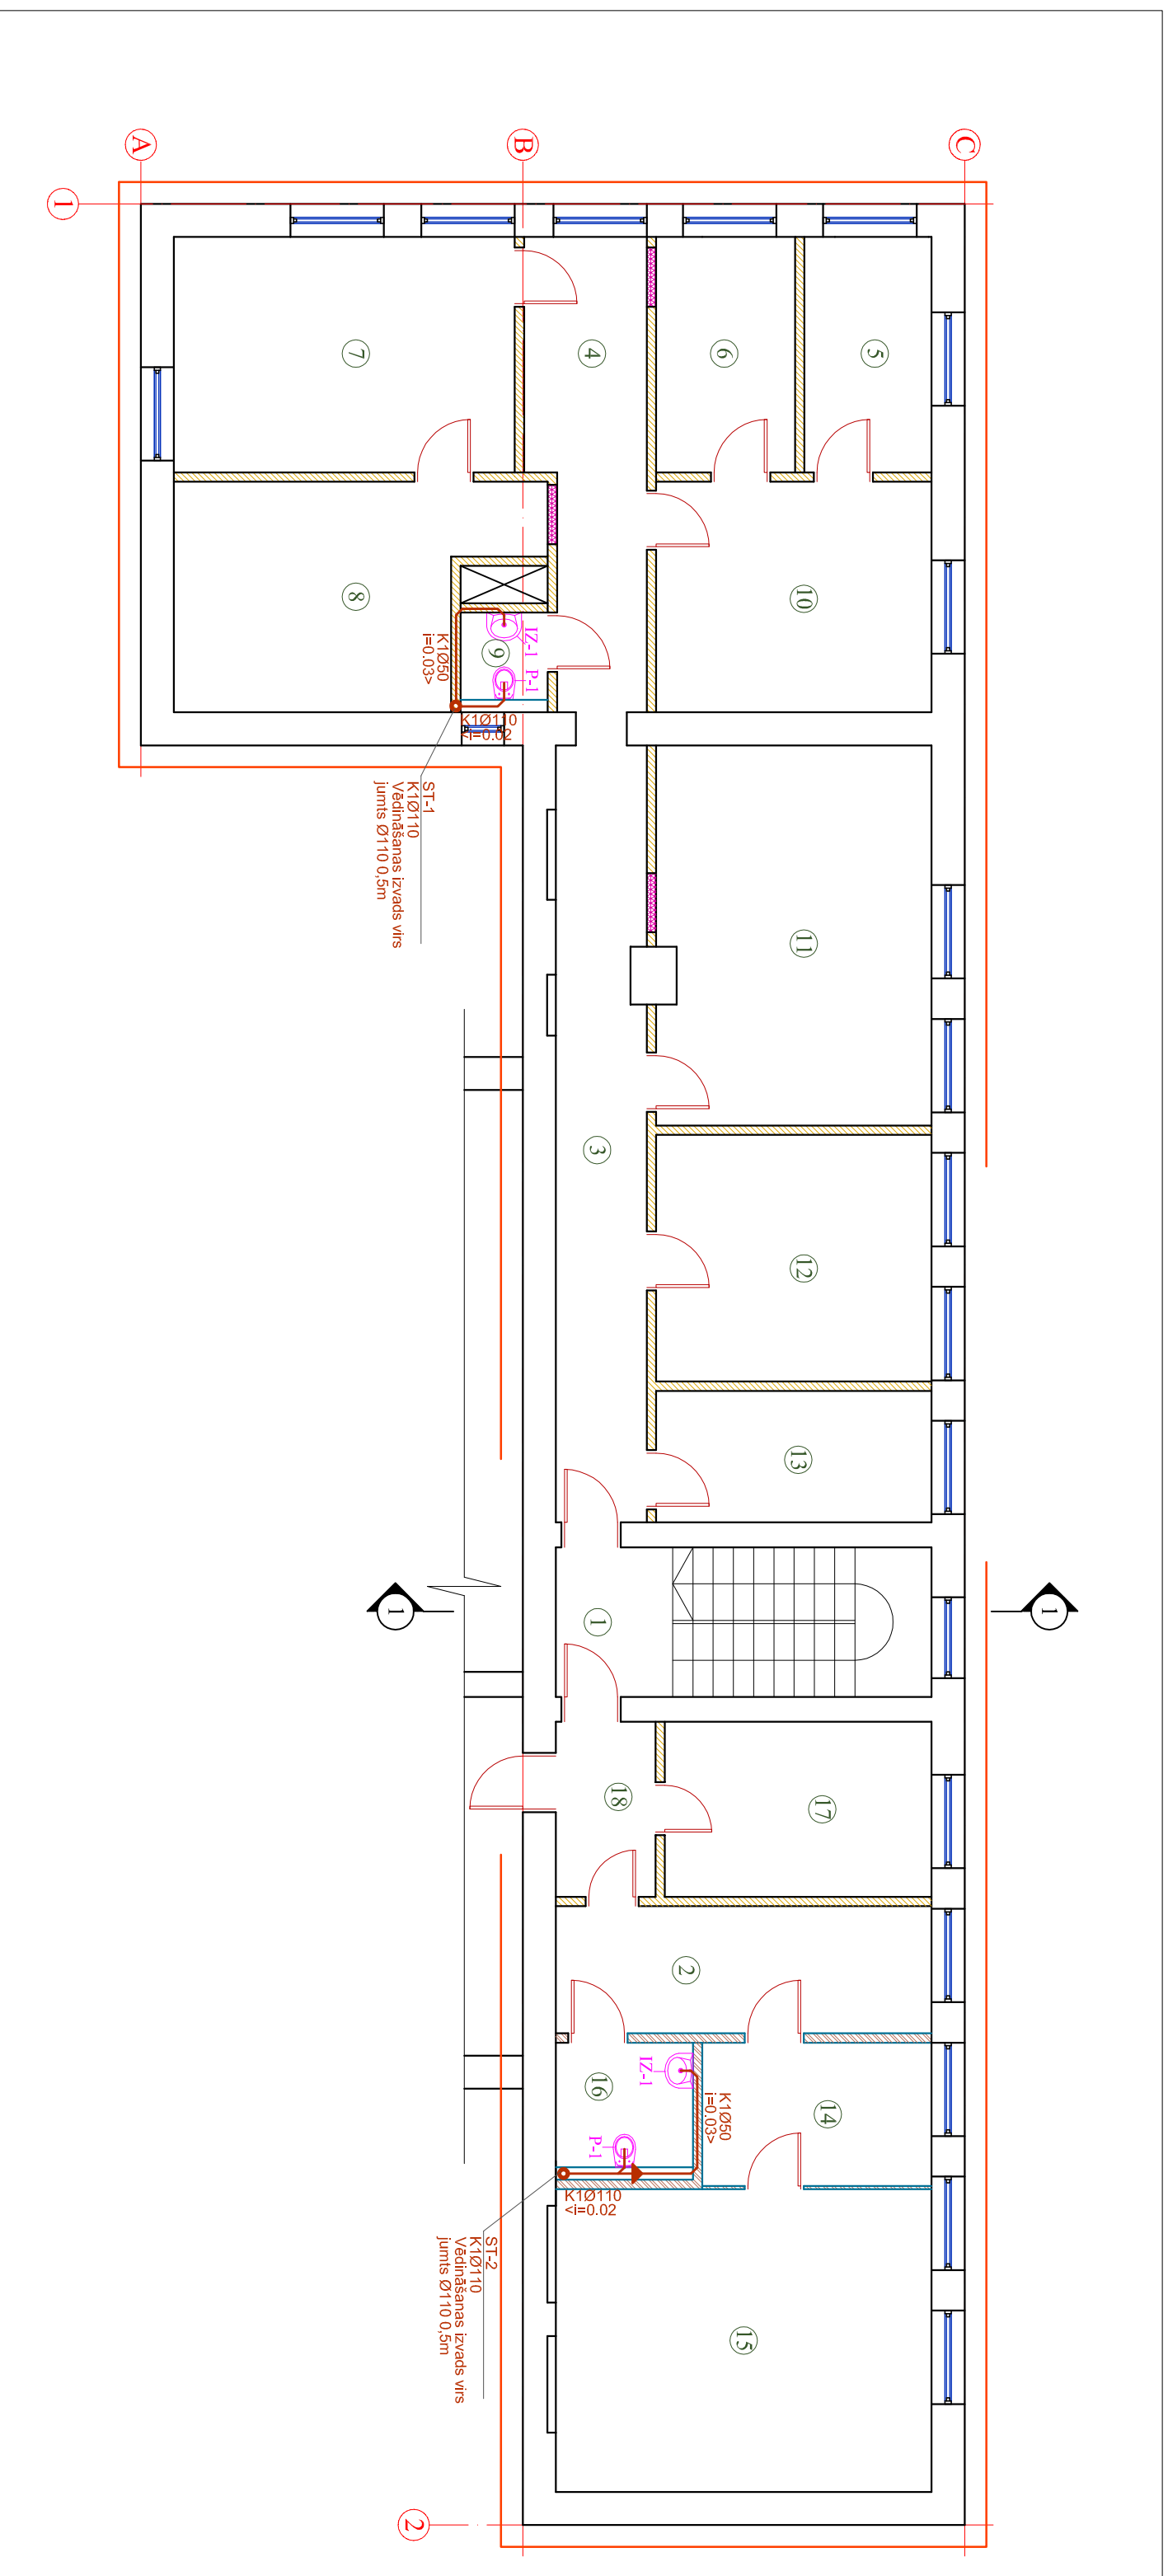 C
B
A
1
5
6
4
7
10
8
9
IZ-1
P-1
K1Ø50
i=0.03>
K1Ø110
<i=0.02
ST-1
K1Ø110
Vēdināšanas izvads virs
jumts Ø110 0,5m
11
3
12
13
1
1
1
17
18
2
14
16
IZ-1
P-1
K1Ø50
i=0.03>
K1Ø110
<i=0.02
ST-2
K1Ø110
Vēdināšanas izvads virs
jumts Ø110 0,5m
15
2